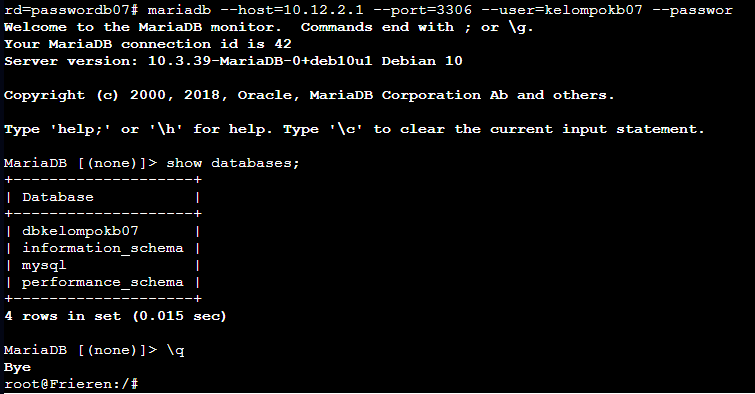 rd=passwordb07# mariadb --host=10.12.2.1 --port=3306 --user=kelompokb07 --passwor
Welcome to the MariaDB monitor.  Commands end with ; or \g.
Your MariaDB connection id is 42
Server version: 10.3.39-MariaDB-0+deb10u1 Debian 10

Copyright (c) 2000, 2018, Oracle, MariaDB Corporation Ab and others.

Type 'help;' or '\h' for help. Type '\c' to clear the current input statement.

MariaDB [(none)]> show databases;
+--------------------+
| Database           |
+--------------------+
| dbkelompokb07      |
| information_schema |
| mysql              |
| performance_schema |
+--------------------+
4 rows in set (0.015 sec)

MariaDB [(none)]> \q
Bye
root@Frieren:/#